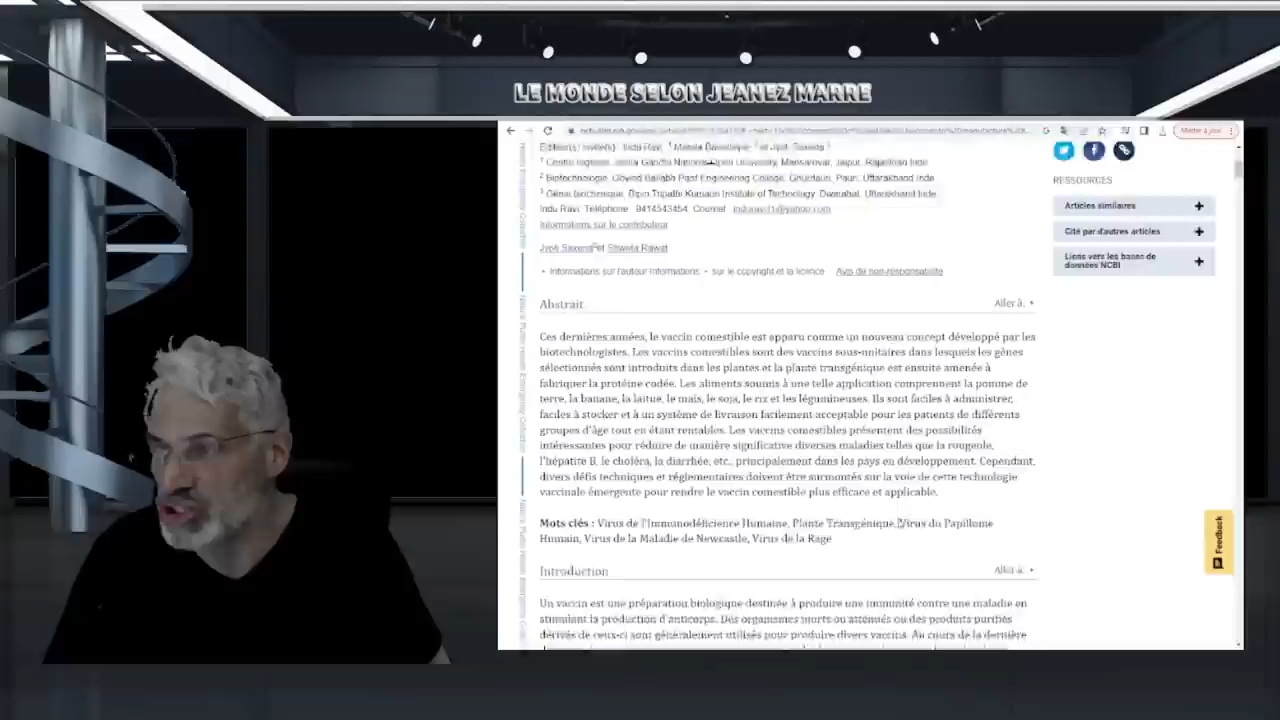 LE MONDE SELON JEANEZ MARRE
Mettre à jour
Indu Ravi,
Centre régional, Indira Gandhi National Open University, Mansarovar, Jaipur, Rajasthan Inde
Biotechnologie, Govind Ballabh Pant Engineering College, Pauri, Uttarakhand Inde
Génie biochimique, Bipin Tripathi Kumaon Institute of Technology, Dwarahat, Uttarakhand Inde
Indu Ravi: Téléphone : 9414543454 Courriel :
Informations sur le contributeur
Jyoti Saxena et Shweta Rawat
• Informations sur l'auteur Informations • sur le copyright et la licence Avis de non-responsabilité
RESSOURCES
Articles similaires +
Cité par d'autres articles +
Liens vers les bases de
données NCBI +
Abstrait
Aller à.
Ces dernières années, le vaccin comestible est apparu comme un nouveau concept développé par les
biotechnologistes. Les vaccins comestibles sont des vaccins sous-unitaires dans lesquels les gènes
sélectionnés sont introduits dans les plantes et la plante transgénique est ensuite amenée à
fabriquer la protéine codée. Les aliments soumis à une telle application comprennent la pomme de
terre, la banane, la laitue, le maïs, le soja, le riz et les légumineuses. Ils sont faciles à administrer,
faciles à stocker et à un système de livraison facilement acceptable pour les patients de différents
groupes d'âge tout en étant rentables. Les vaccins comestibles présentent des possibilités
intéressantes pour réduire de manière significative diverses maladies telles que la rougeole,
l'hépatite B, le choléra, la diarrhée, etc., principalement dans les pays en développement. Cependant,
divers défis techniques et réglementaires doivent être surmontés sur la voie de cette technologie
vaccinale émergente pour rendre le vaccin comestible plus efficace et applicable.
Mots clés : Virus de l'Immunodéficience Humaine, Plante Transgénique, Virus du Papillome
Humain, Virus de la Maladie de Newcastle, Virus de la Rage
Feedback
Introduction
Aller à.
Un vaccin est une préparation biologique destinée à produire une immunité contre une maladie en
stimulant la production d'anticorps. Des organismes morts ou atténués ou des produits purifiés
dérivés de ceux-ci sont généralement utilisés pour produire divers vaccins. Au cours de la dernière